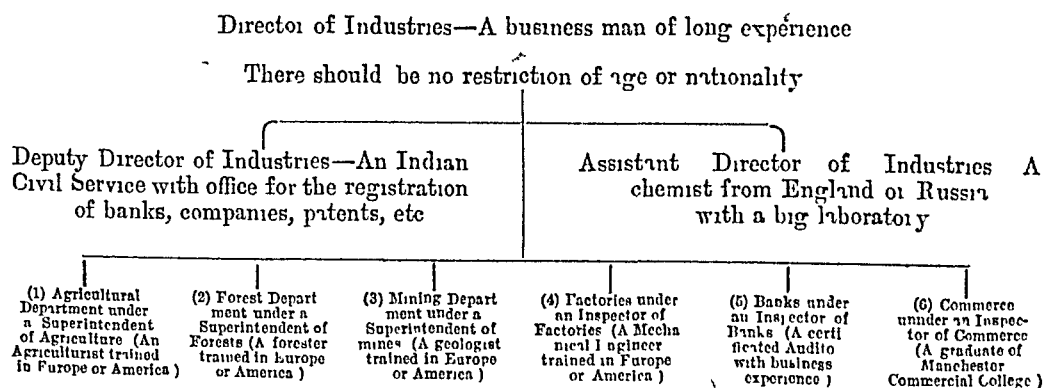 Director of Industries—A business man of long experience
There should be no restriction of age or nationality
Deputy Director of Industries—An Indian
Civil Service with office for the registration
of banks, companies, patents, etc
Assistant Director of Industries A
chemist from England or Russia
with a big laboratory
(1) Agricultural
Department under
a Superintendent
of Agriculture (An
Agriculturist trained
in Europe or America)
(2) Forest Depart
ment under a
Superintendent of
Forests (A forester
trained in Europe
or America)
(3) Mining Depart
ment under a
Superintendent of
mines (A geologist
trained in Europe
or America)
(4) Factories under
an Inspector of
Factories (A Mecha
nical Engineer
trained in Europe
or America)
(5) Banks under
an Inspector of
Banks (A certi
ficated Audito
with business
experience)
(6) Commerce
unnder an Inspec-
tor of Commerce
(A graduate of
Manchester
Commercial College)